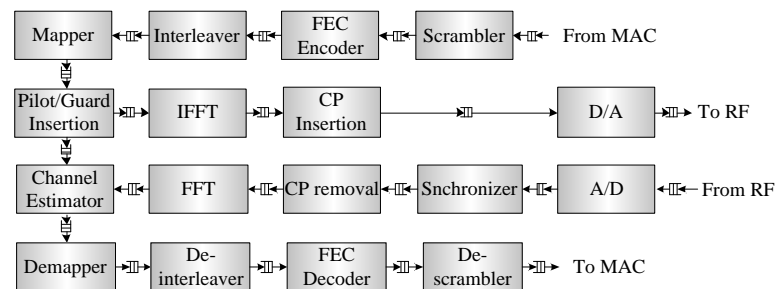 Mapper
Interleaver
FEC
Encoder
Scrambler
From MAC
Pilot/Guard
Insertion
IFFT
CP
Insertion
D/A
To RF
Channel
Estimator
FFT
CP removal
Snchronizer
A/D
From RF
Demapper
De-
interleaver
FEC
Decoder
De-
scrambler
To MAC